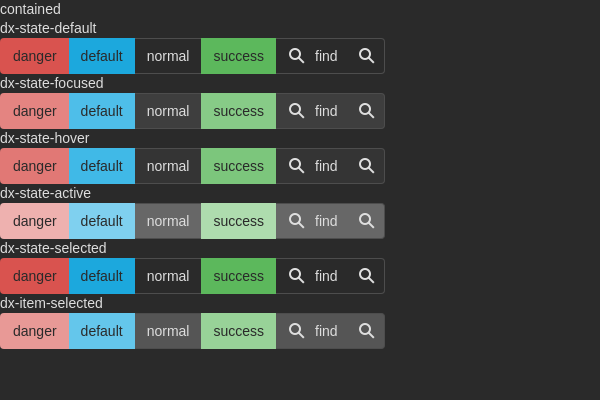 contained
dx-state-default
danger default normal success find
dx-state-focused
danger default normal success find
dx-state-hover
danger default normal success find
dx-state-active
danger default normal success find
dx-state-selected
danger default normal success find
dx-item-selected
danger default normal success find